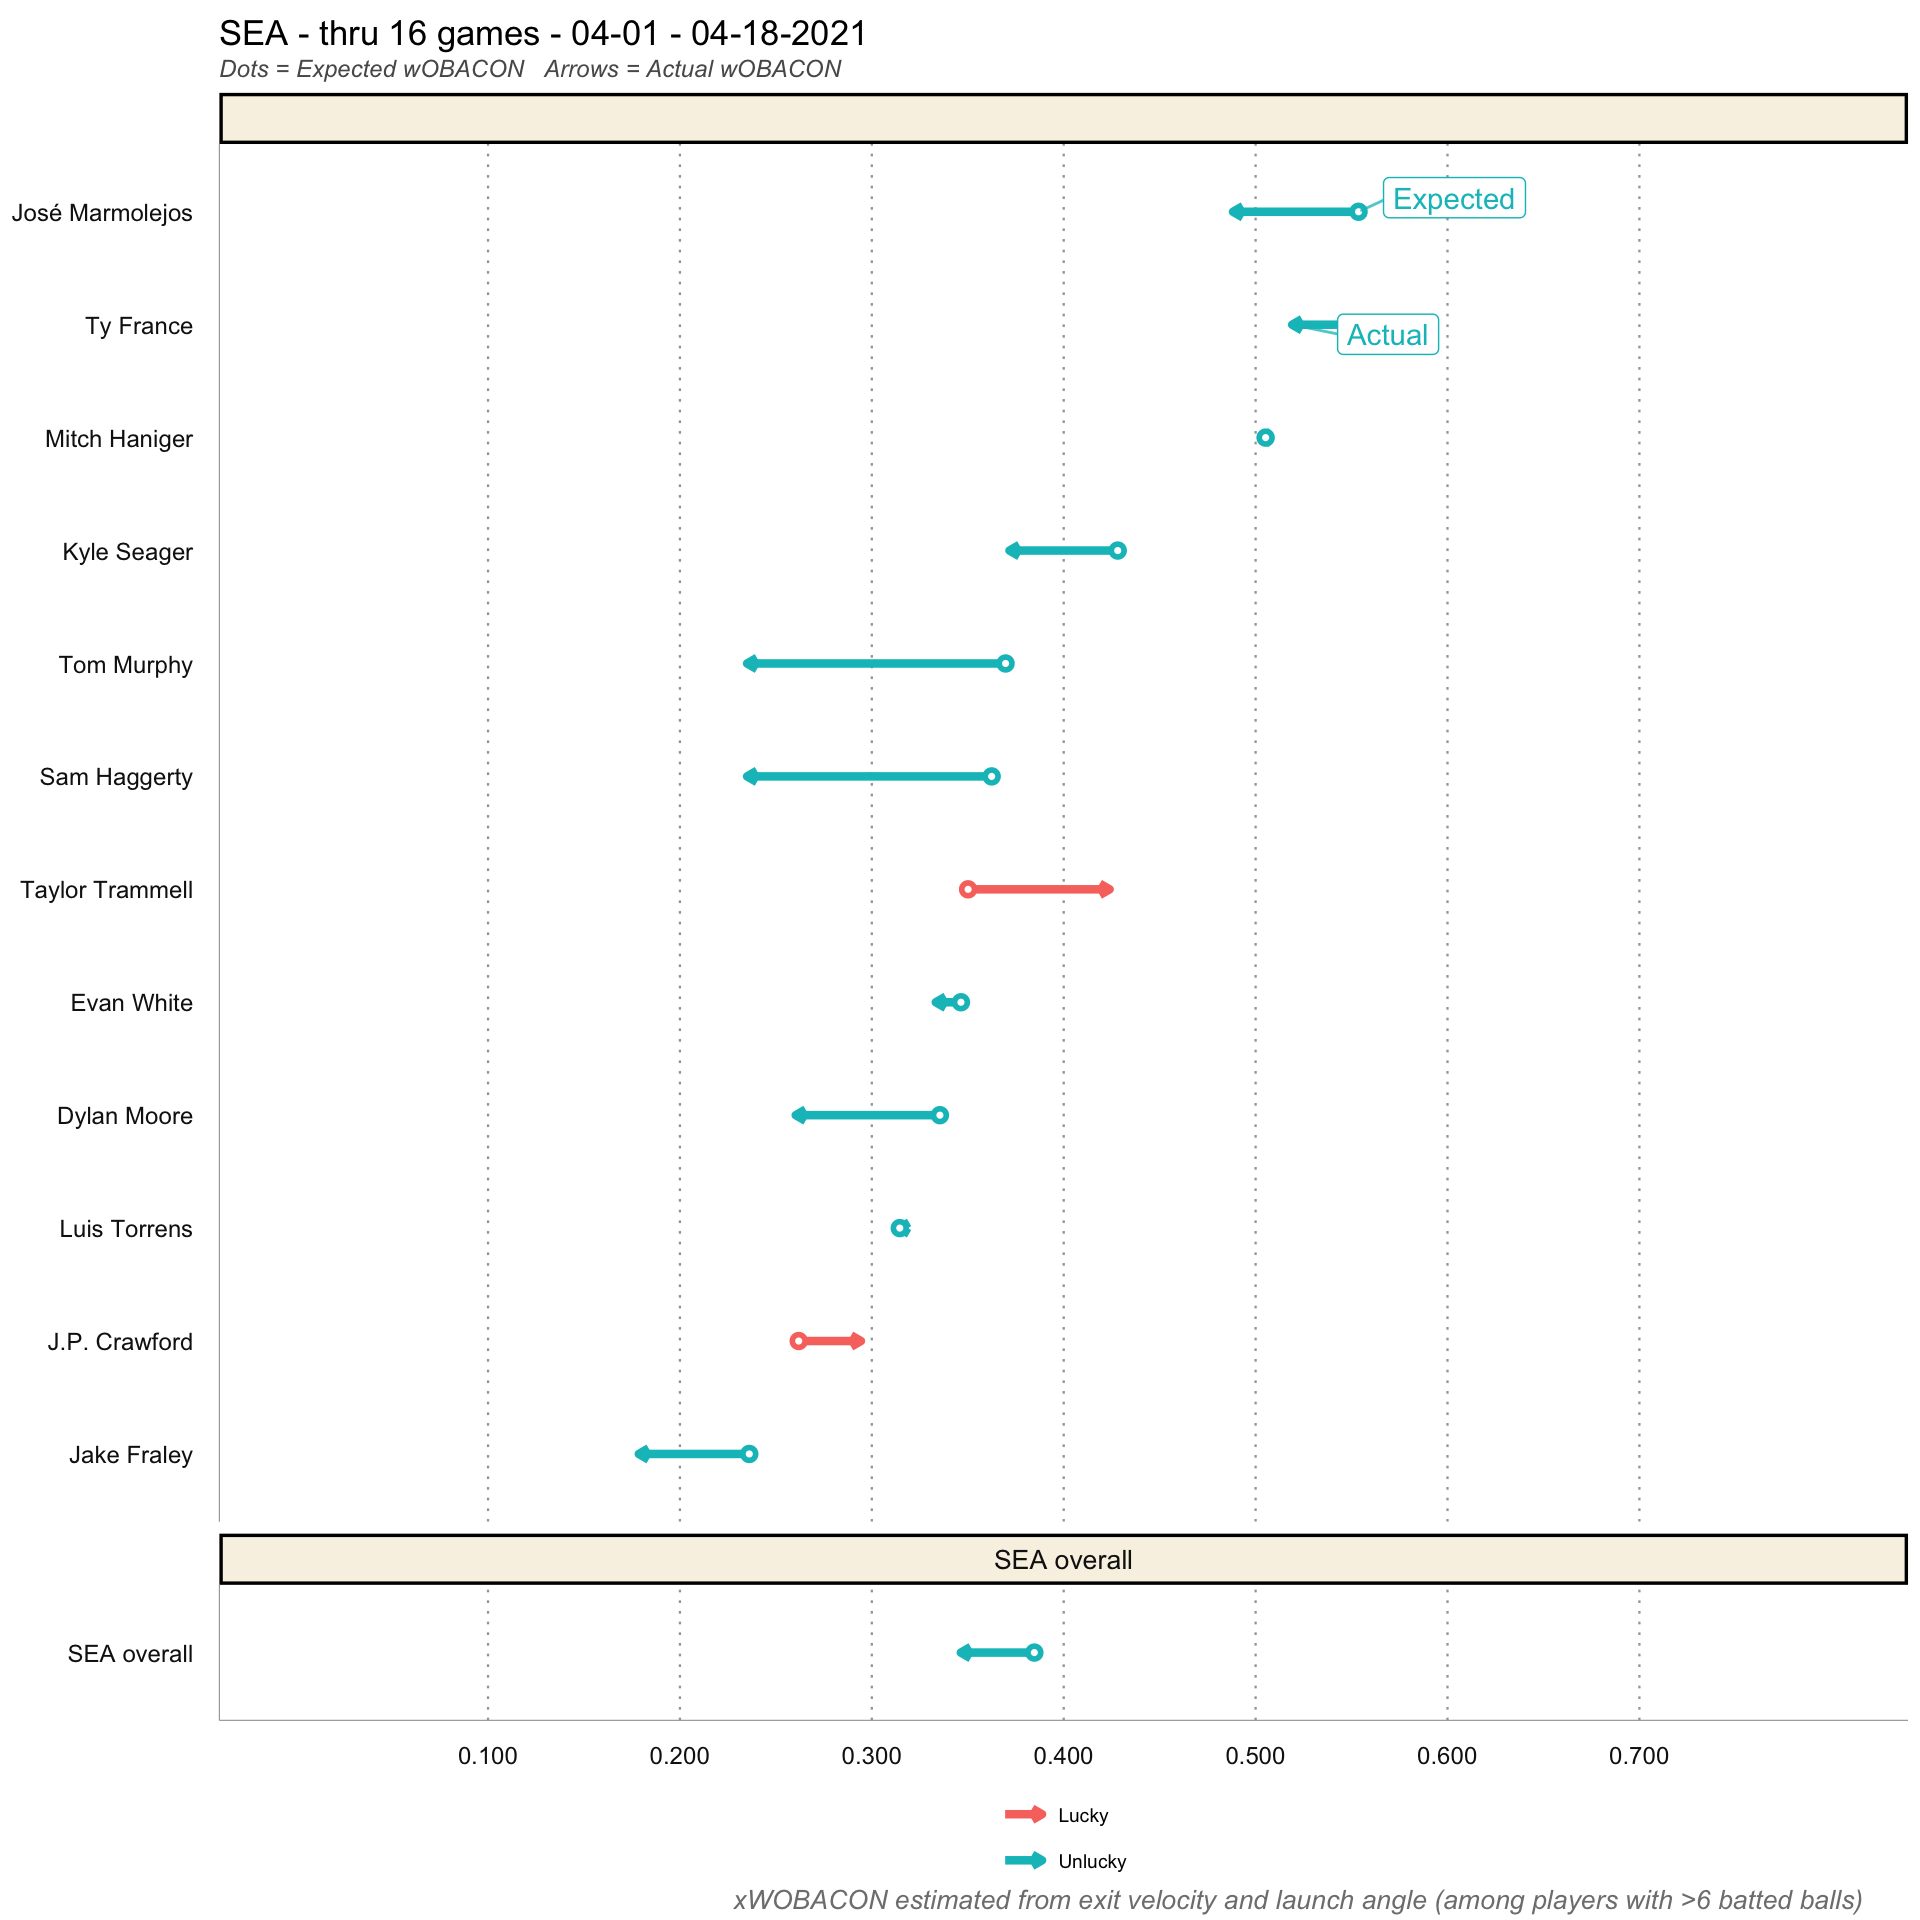 SEA - thru 16 games - 04-01 - 04-18-2021
Dots = Expected wOBACON   Arrows = Actual wOBACON
José Marmolejos
Expected
Ty France
Actual
Mitch Haniger
Kyle Seager
Tom Murphy
Sam Haggerty
Taylor Trammell
Evan White
Dylan Moore
Luis Torrens
J.P. Crawford
Jake Fraley
SEA overall
SEA overall
0.100 0.200 0.300 0.400 0.500 0.600 0.700
Lucky
Unlucky
xWOBACON estimated from exit velocity and launch angle (among players with >6 batted balls)